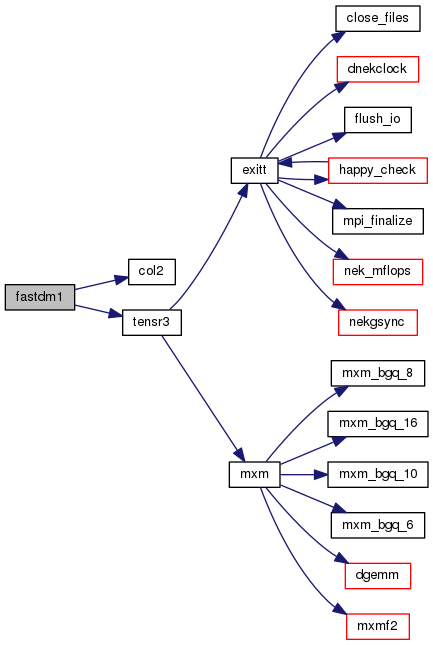 close_files
dnekclock
flush_io
exitt
happy_check
mpi_finalize
col2
nek_mflops
fastdm1
tensr3
nekgsync
mxm_bgq_8
mxm_bgq_16
mxm
mxm_bgq_10
mxm_bgq_6
dgemm
mxmf2